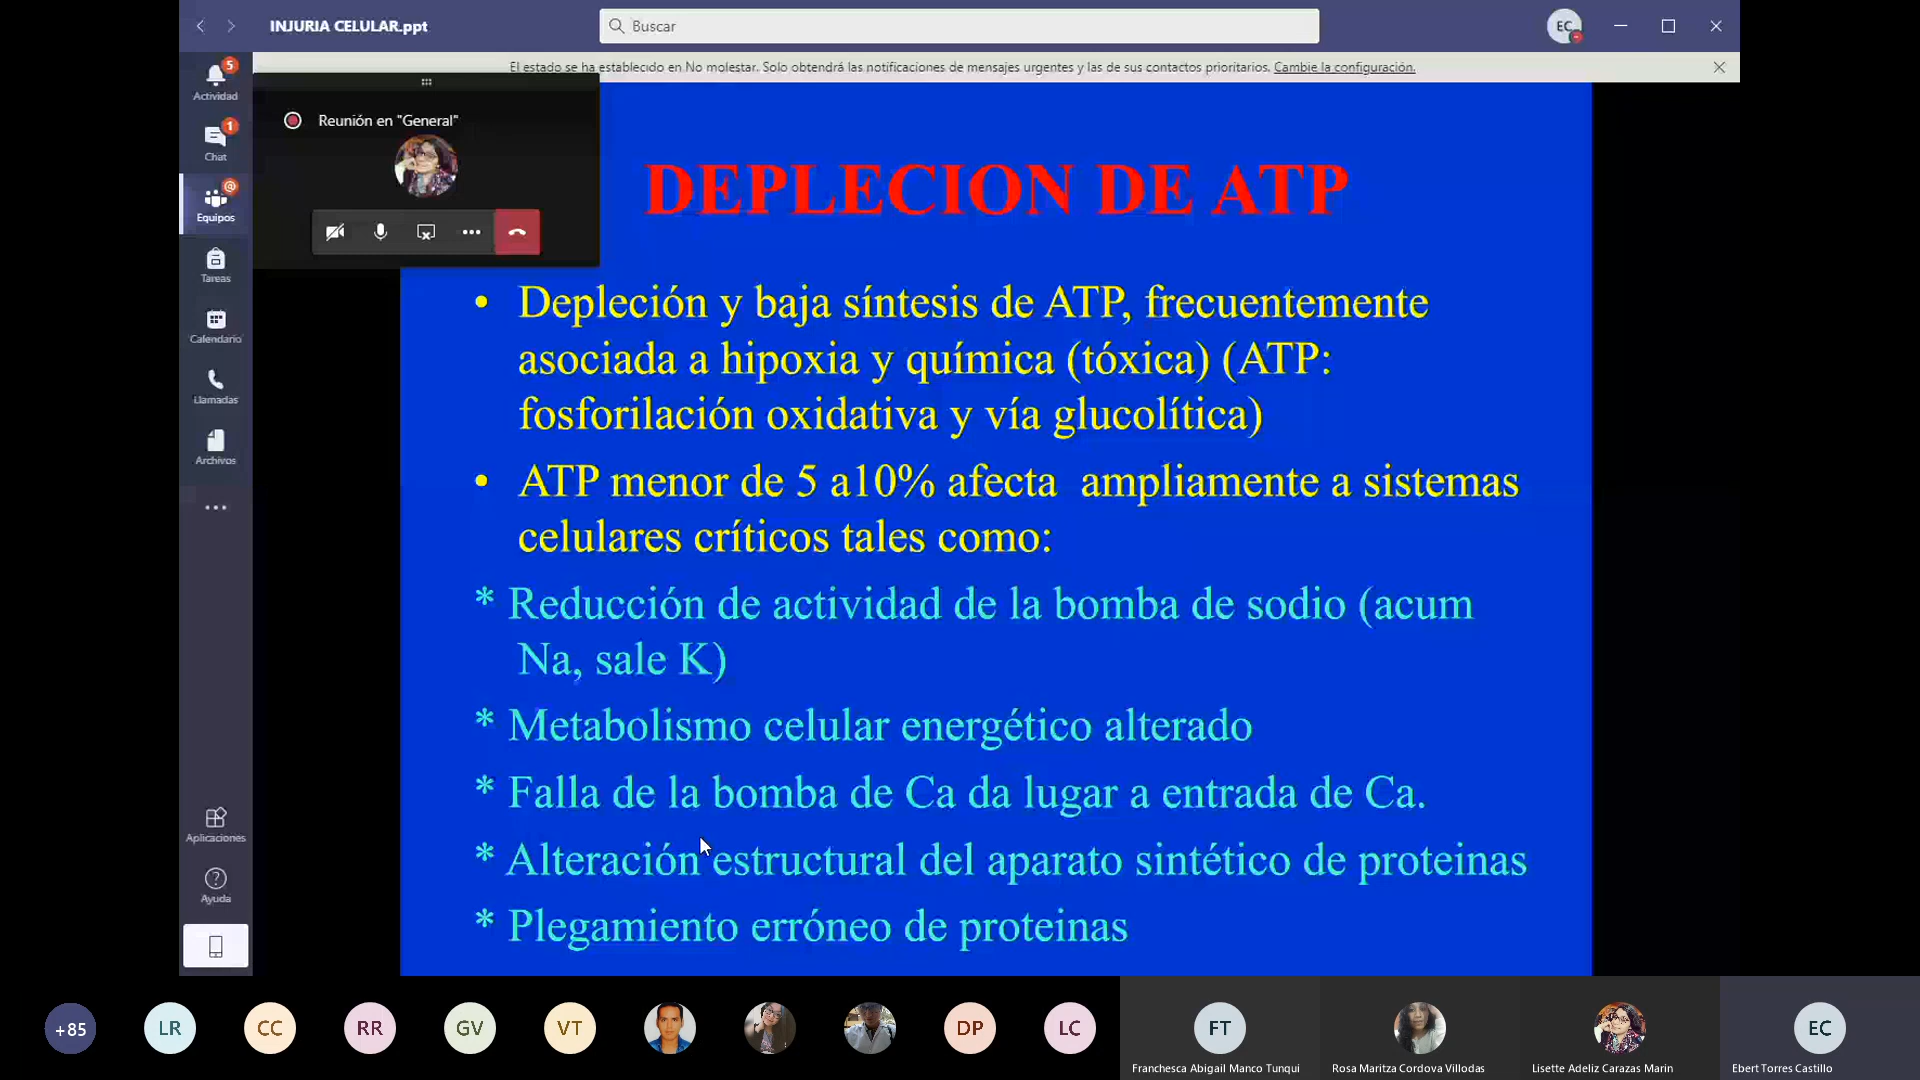 INJURIA CELULAR.ppt
Buscar
EC
El estado se ha establecido en No molestar. Solo obtendrá las notificaciones de mensajes urgentes y las de sus contactos prioritarios. Cambie la configuración.
5
Actividad
1
Chat
@
Equipos
Tareas
Calendario
Llamadas
Archivos
Aplicaciones
Ayuda
Reunión en "General"
DEPLECION DE ATP
• Depleción y baja síntesis de ATP, frecuentemente
asociada a hipoxia y química (tóxica) (ATP:
fosforilación oxidativa y vía glucolítica)
• ATP menor de 5 a10% afecta ampliamente a sistemas
celulares críticos tales como:
* Reducción de actividad de la bomba de sodio (acum
Na, sale K)
* Metabolismo celular energético alterado
* Falla de la bomba de Ca da lugar a entrada de Ca.
* Alteración estructural del aparato sintético de proteinas
* Plegamiento erróneo de proteinas
+85
LR
CC
RR
GV
VT
DP
LC
FT
EC
Franchesca Abigail Manco Tunqui
Rosa Maritza Cordova Villodas
Lisette Adeliz Carazas Marin
Ebert Torres Castillo